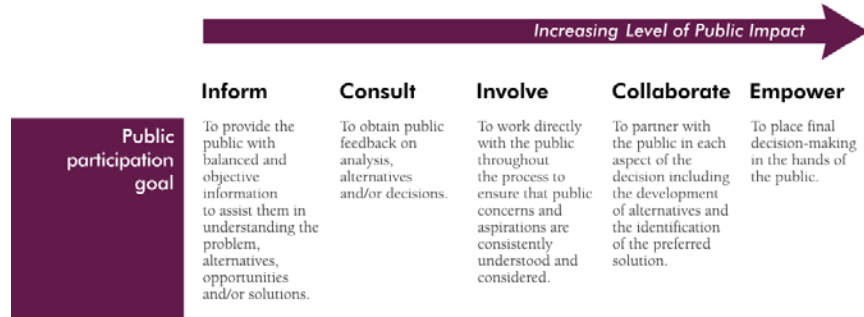 Increasing Level of Public Impact
Inform
Consult
Involve
Collaborate
Empower
Public
participation
goal
To provide the
public with
balanced and
objective
information
to assist them in
understanding the
problem,
alternatives,
opportunities
and/or solutions.
To obtain public
feedback on
analysis,
alternatives
and/or decisions.
To work directly
with the public
throughout
the process to
ensure that public
concerns and
aspirations are
consistently
understood and
considered.
To partner with
the public in each
aspect of the
decision including
the development
of alternatives and
the identification
of the preferred
solution.
To place final
decision-making
in the hands of
the public.